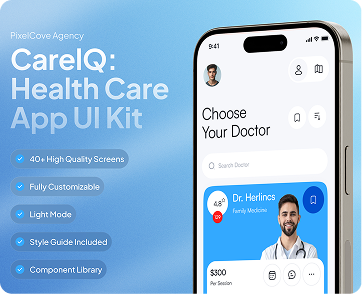 PixelCove Agency
CareIQ:
Health Care
App UI Kit
40+ High Quality Screens
Fully Customizable
Light Mode
Style Guide Included
Component Library
9:41
Choose
Your Doctor
Search Doctor
4.8
Dr. Herlincs
Family Medicine
$300
Per Session